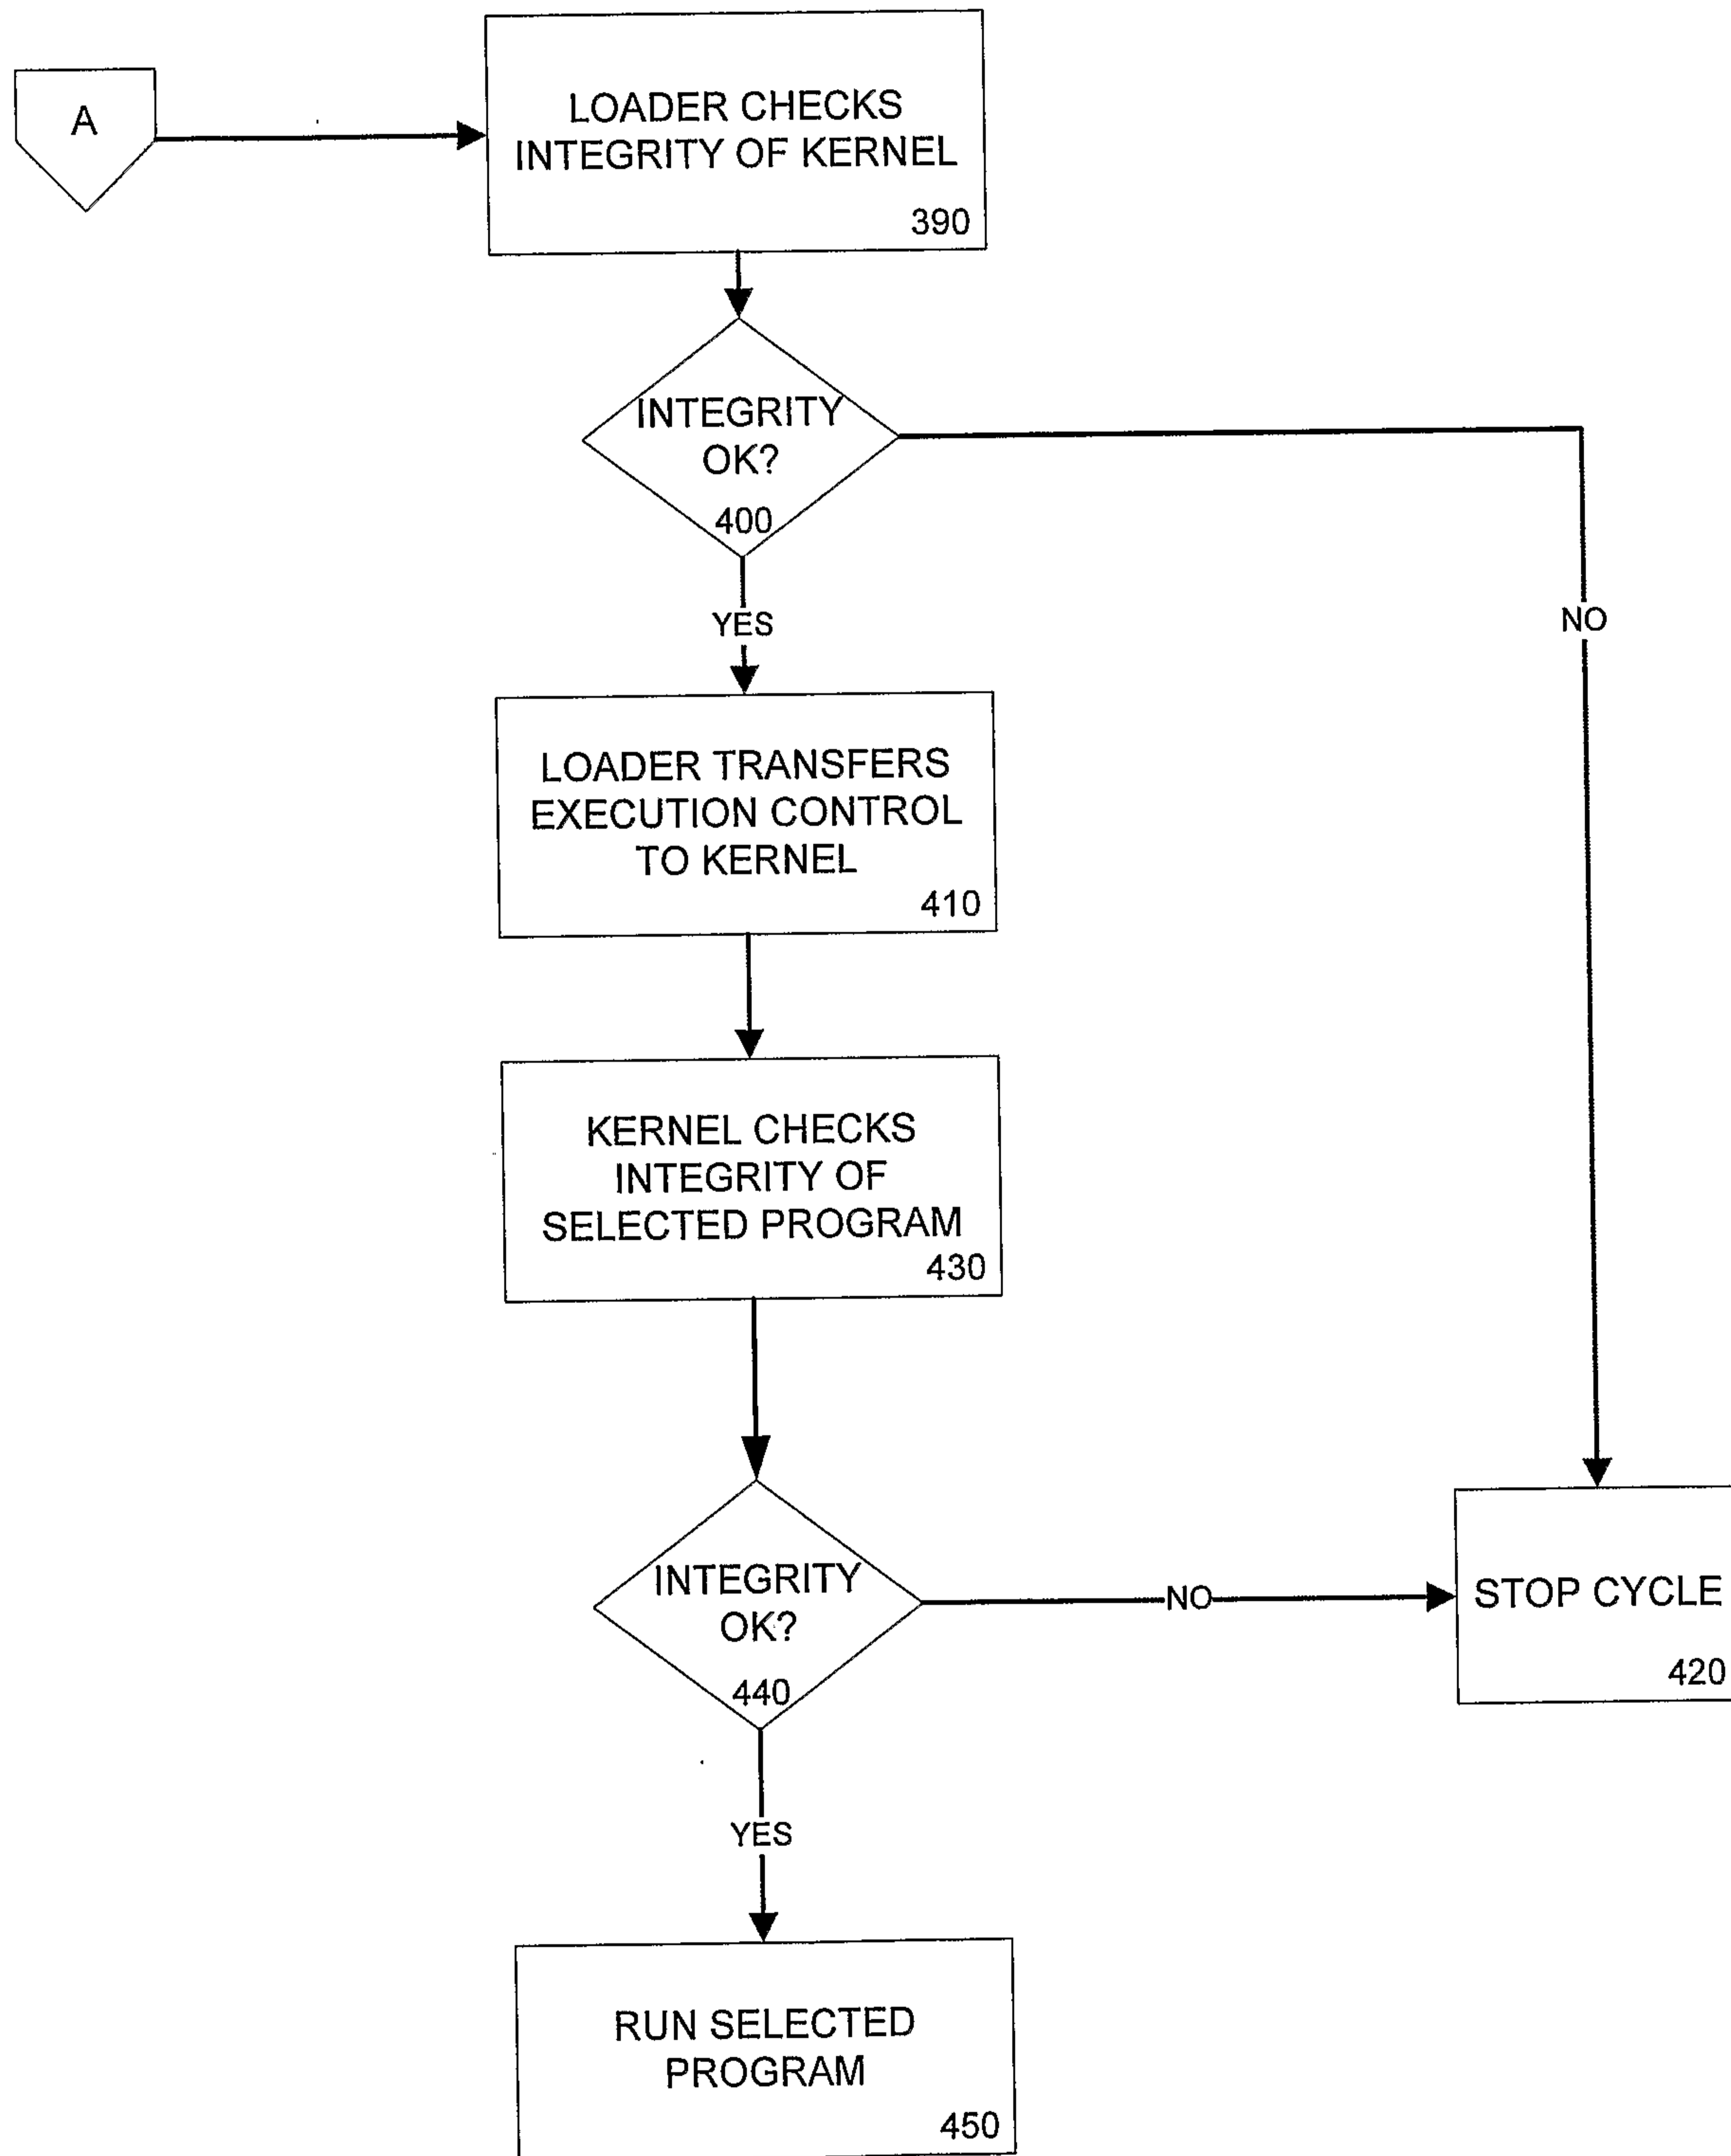 A
LOADER CHECKS
INTEGRITY OF KERNEL
390
INTEGRITY
OK?
400
YES
NO
LOADER TRANSFERS
EXECUTION CONTROL
TO KERNEL
410
KERNEL CHECKS
INTEGRITY OF
SELECTED PROGRAM
430
INTEGRITY
OK?
440
NO
STOP CYCLE
420
YES
RUN SELECTED
PROGRAM
450